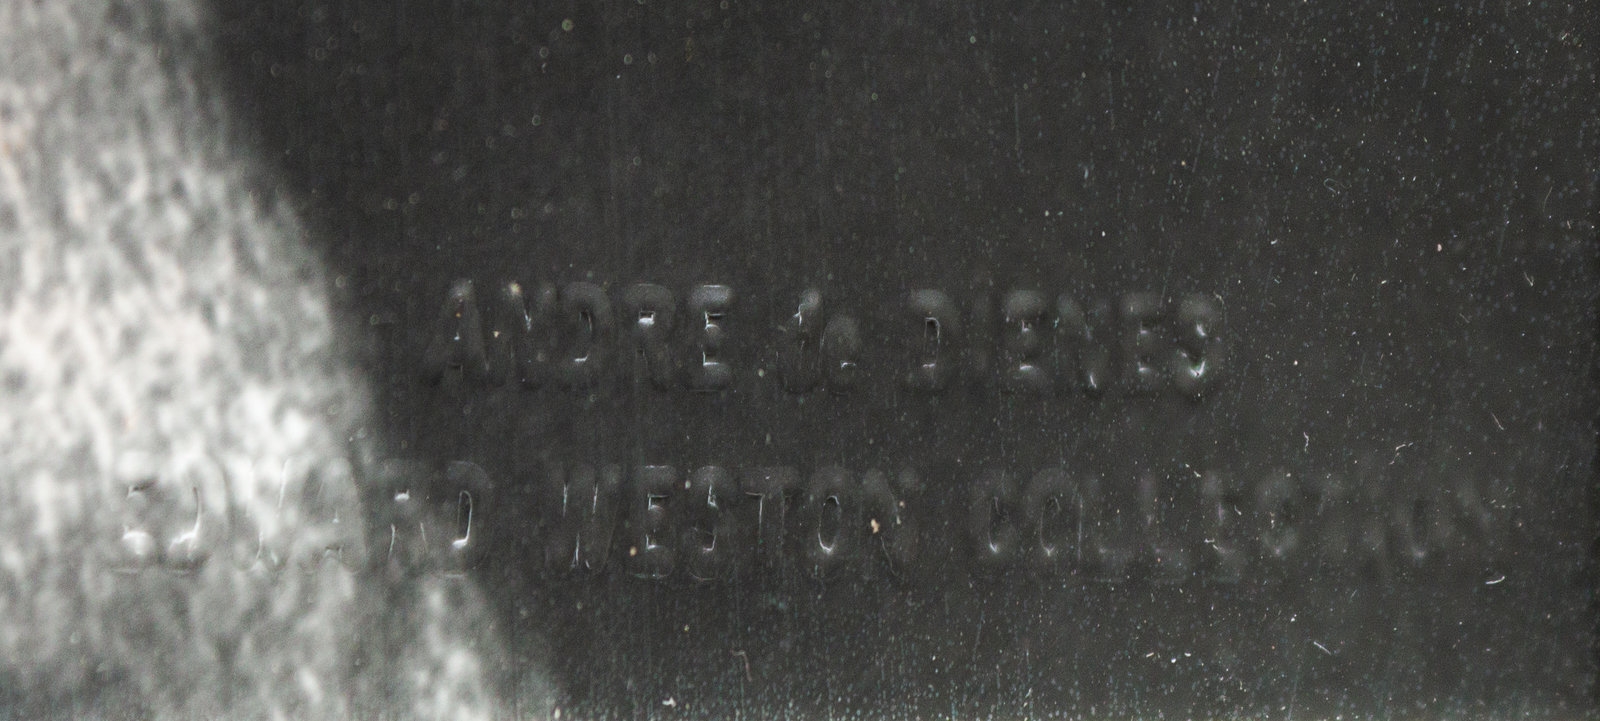 ANDRE de DIENES
EDWARD WESTON COLLECTION